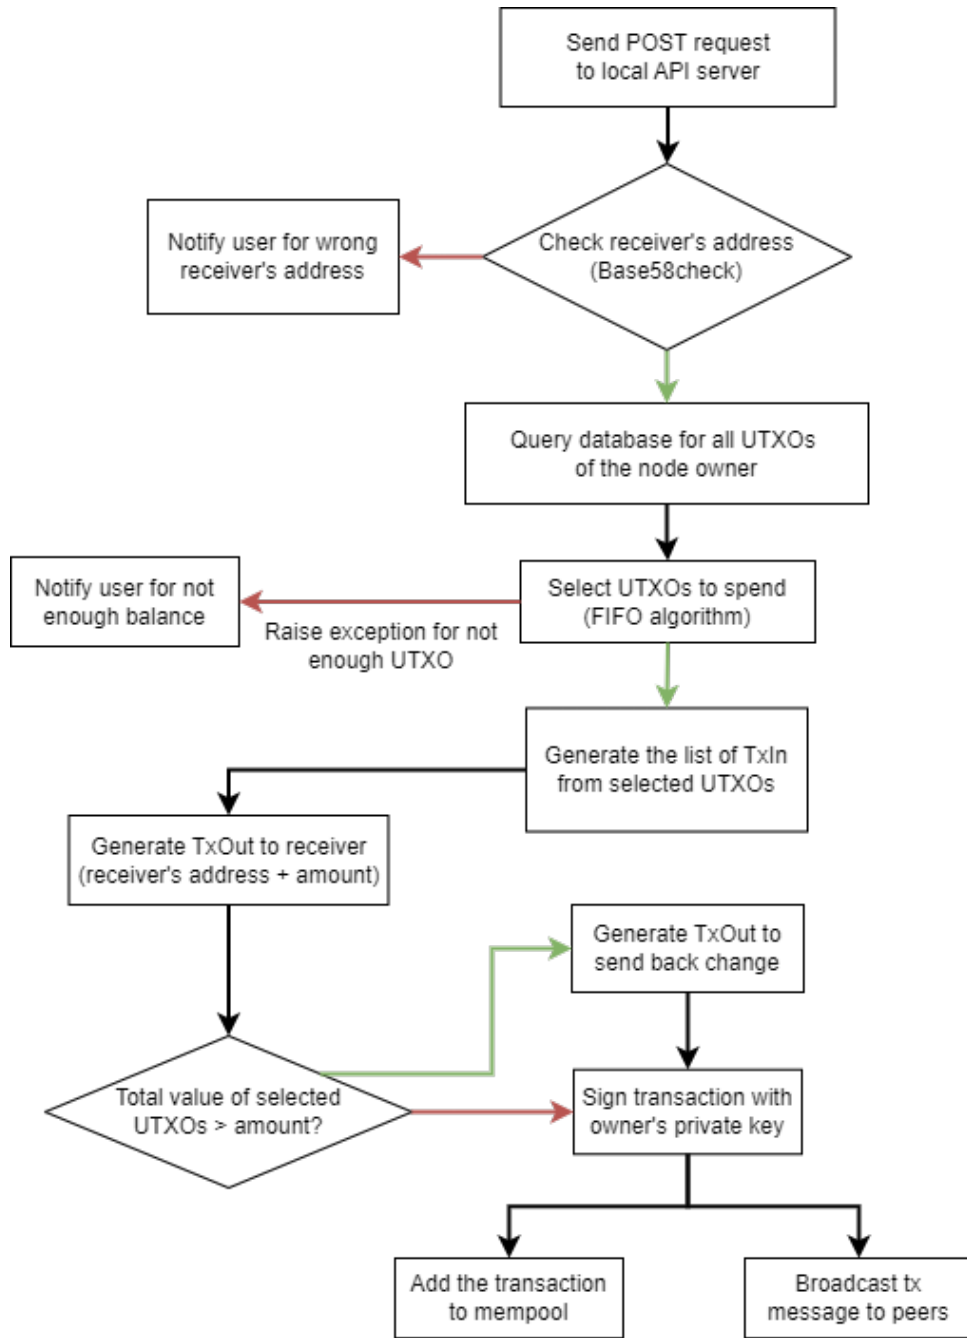 Send POST request
to local API server
Check receiver's address
(Base58check)
Notify user for wrong
receiver's address
Query database for all UTXOs
of the node owner
Select UTXOs to spend
(FIFO algorithm)
Notify user for not
enough balance
Raise exception for not
enough UTXO
Generate the list of TxIn
from selected UTXOs
Generate TxOut to receiver
(receiver's address + amount)
Generate TxOut to
send back change
Total value of selected
UTXOs > amount?
Sign transaction with
owner's private key
Add the transaction
to mempool
Broadcast tx
message to peers